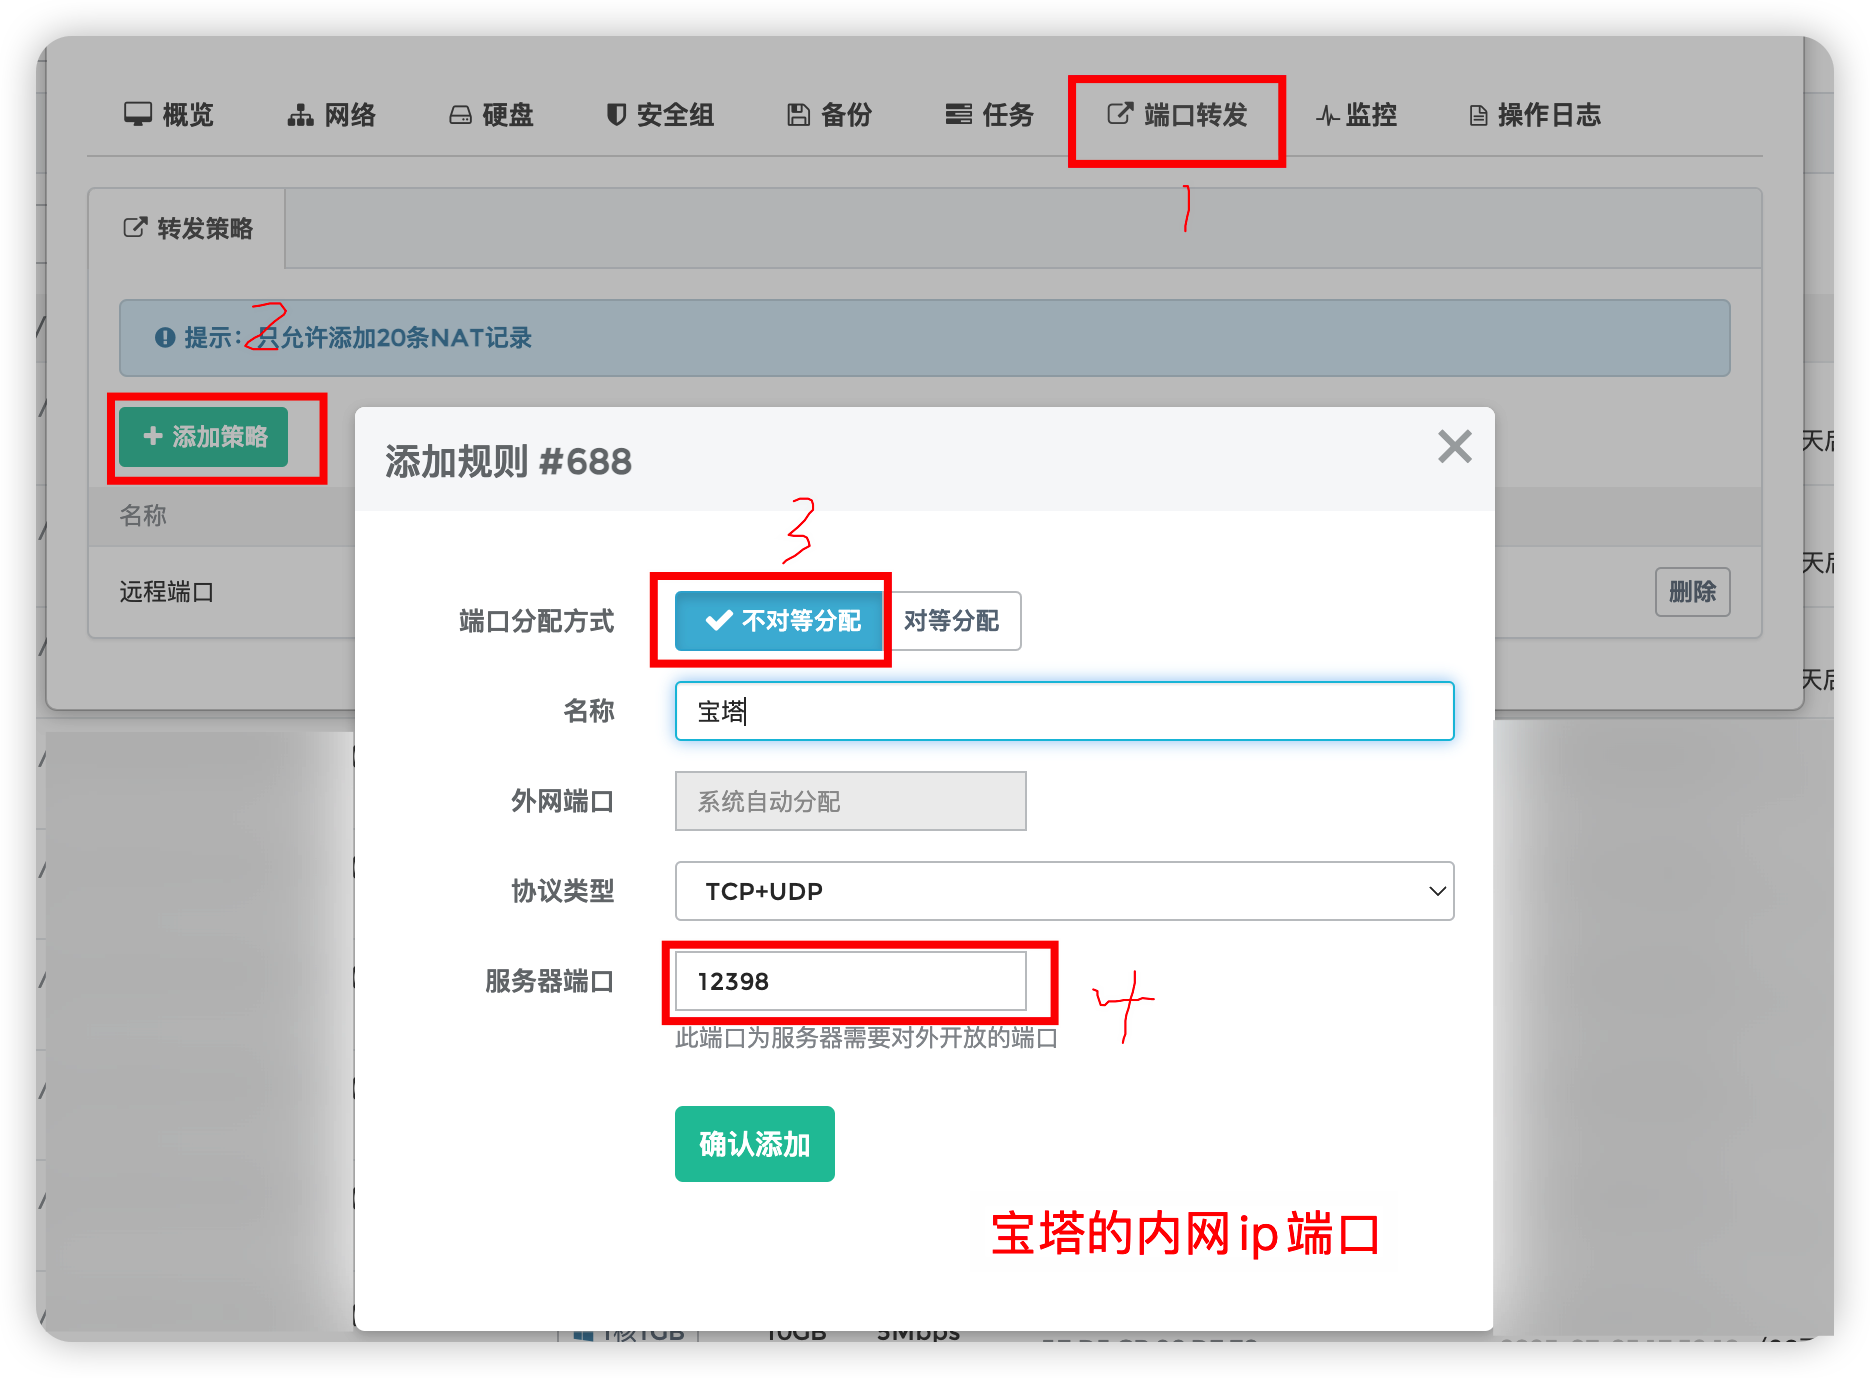 概览 网络 硬盘 安全组 备份 任务 端口转发 监控 操作日志
1
转发策略
2
提示：只允许添加20条NAT记录
添加策略
添加规则 #688
天后
名称
3
天后
远程端口
删除
端口分配方式 不对等分配 对等分配
天后
名称 宝塔
外网端口 系统自动分配
协议类型 TCP+UDP
服务器端口 12398
4
此端口为服务器需要对外开放的端口
确认添加
宝塔的内网ip端口
1核1GB 10GB 5Mbps